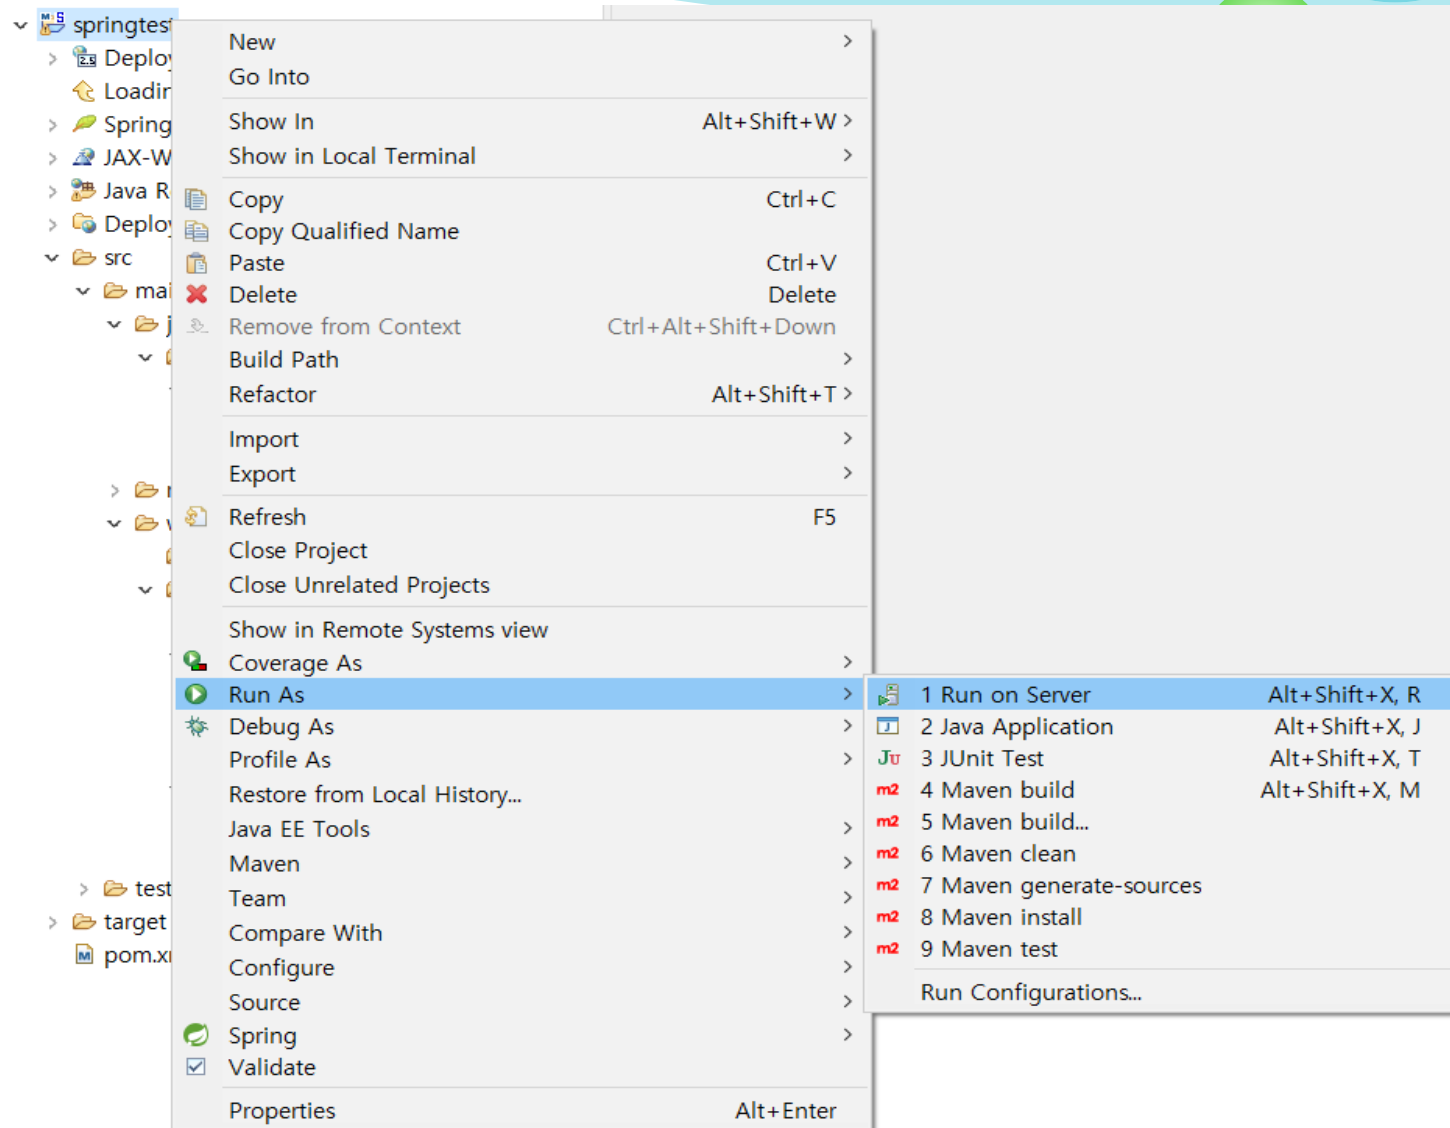 springtest
New
Go Into
Show In Alt+Shift+W
Show in Local Terminal
Copy Ctrl+C
Copy Qualified Name
Paste Ctrl+V
Delete Delete
Remove from Context Ctrl+Alt+Shift+Down
Build Path
Refactor Alt+Shift+T
Import
Export
Refresh F5
Close Project
Close Unrelated Projects
Show in Remote Systems view
Coverage As
Run As
Debug As
Profile As
Restore from Local History...
Java EE Tools
Maven
Team
Compare With
Configure
Source
Spring
Validate
Properties Alt+Enter
1 Run on Server Alt+Shift+X, R
2 Java Application Alt+Shift+X, J
3 JUnit Test Alt+Shift+X, T
4 Maven build Alt+Shift+X, M
5 Maven build...
6 Maven clean
7 Maven generate-sources
8 Maven install
9 Maven test
Run Configurations...
Deploy
Loadin
Spring
JAX-W
Java R
Deploy
src
mai
test
target
pom.x